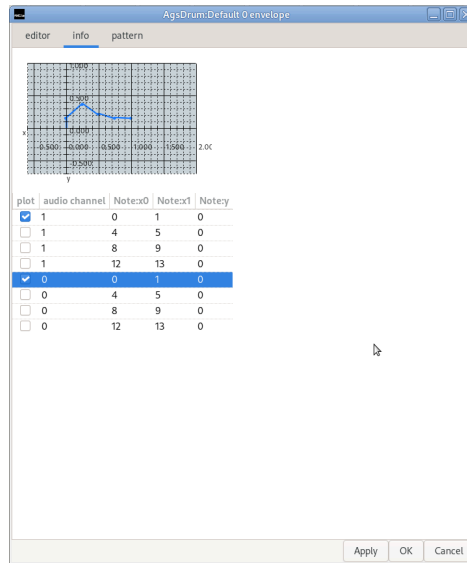 AgsDrum:Default 0 envelope
editor info pattern
1.000
0.500
x 0.000
-0.500 0.000 0.500 1.000 1.500 2.00
-0.500
y
plot audio channel Note:x0 Note:x1 Note:y
1 0 1 0
1 4 5 0
1 8 9 0
1 12 13 0
0 0 1 0
0 4 5 0
0 8 9 0
0 12 13 0
Apply OK Cancel